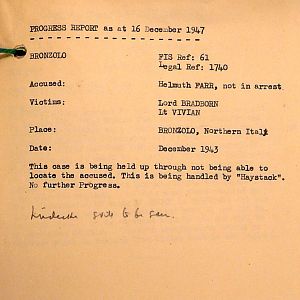 PROGRESS REPORT as at 16 December 1947
BRONZOLO
FIS Ref: 61
Legal Ref: 1740
Accused: Helmuth FARR, not in arrest
Victims: Lord BRADBORN
Lt VIVIAN
Place: BRONZOLO, Northern Italy
Date: December 1943
This case is being held up through not being able to
locate the accused. This is being handled by "Haystack".
No further Progress.